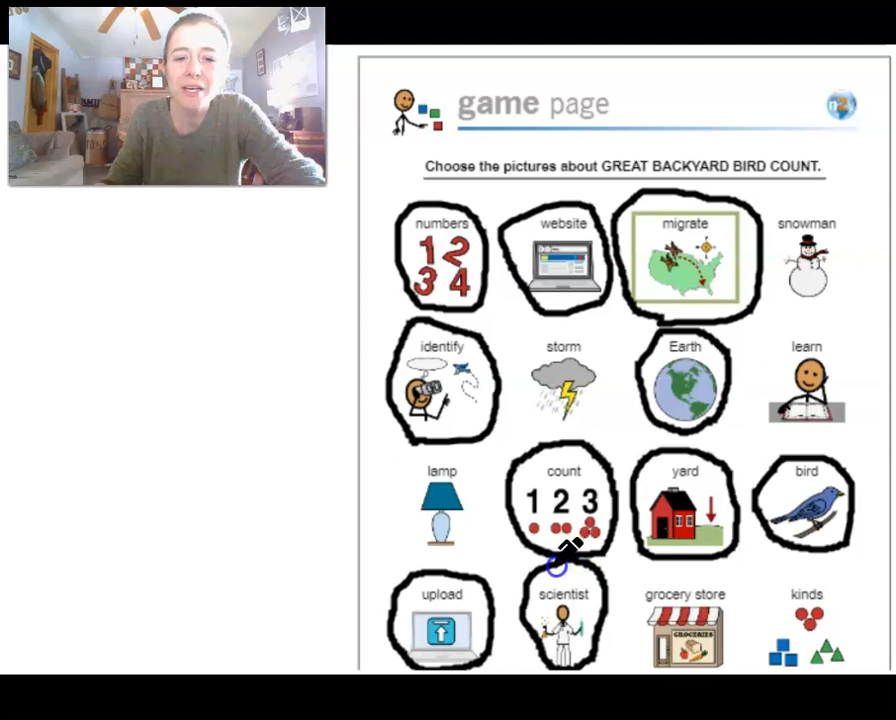 game page
n2y
Choose the pictures about GREAT BACKYARD BIRD COUNT.
numbers website migrate snowman
1 2
3 4
identify storm Earth learn
lamp count yard bird
1 2 3
upload scientist grocery store kinds
GROCERIES